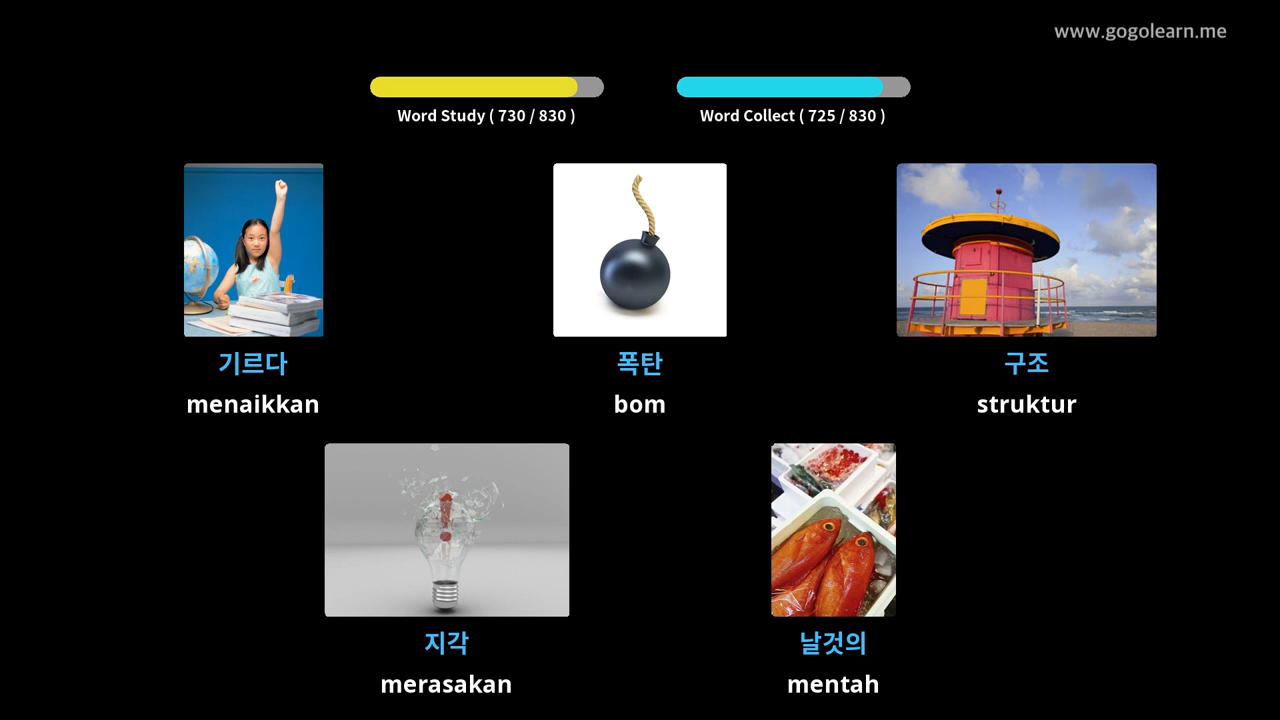 www.gogolearn.me
Word Study ( 730 / 830 )
Word Collect ( 725 / 830 )
기르다
폭탄
구조
menaikkan
bom
struktur
지각
날것의
merasakan
mentah